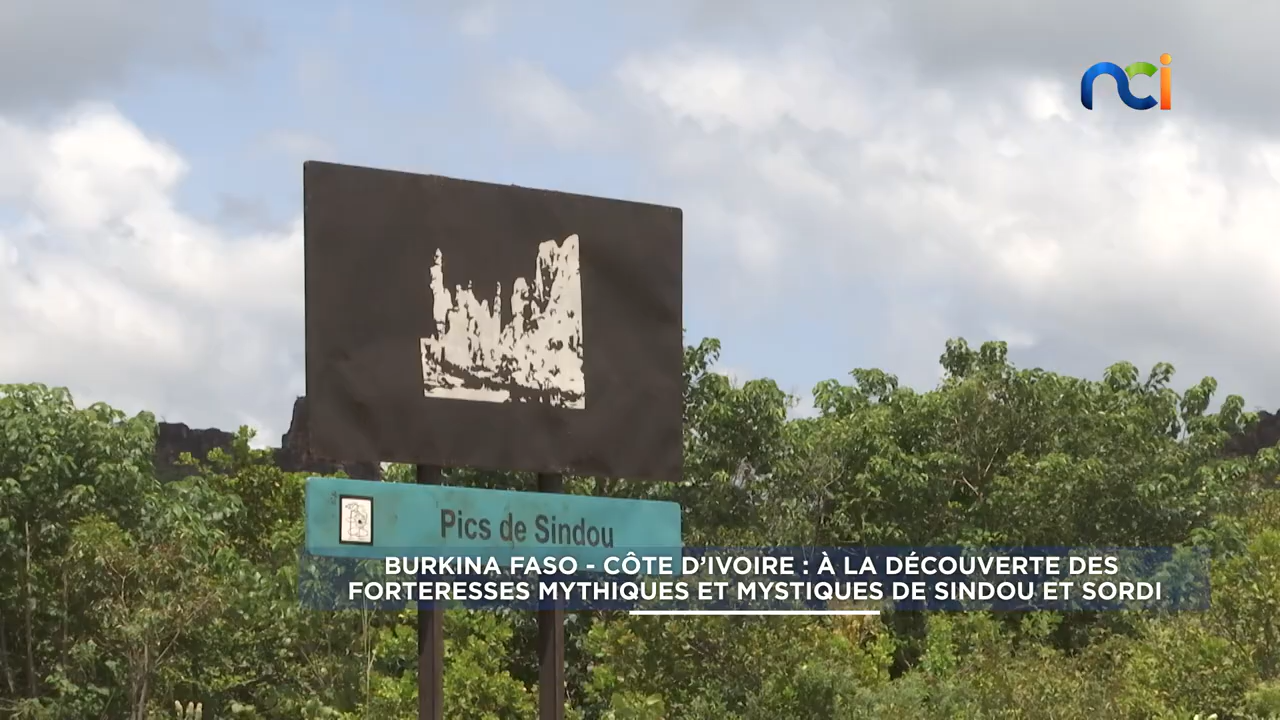 nci
Pics de Sindou
BURKINA FASO - CÔTE D'IVOIRE : À LA DÉCOUVERTE DES
FORTERESSES MYTHIQUES ET MYSTIQUES DE SINDOU ET SORDI